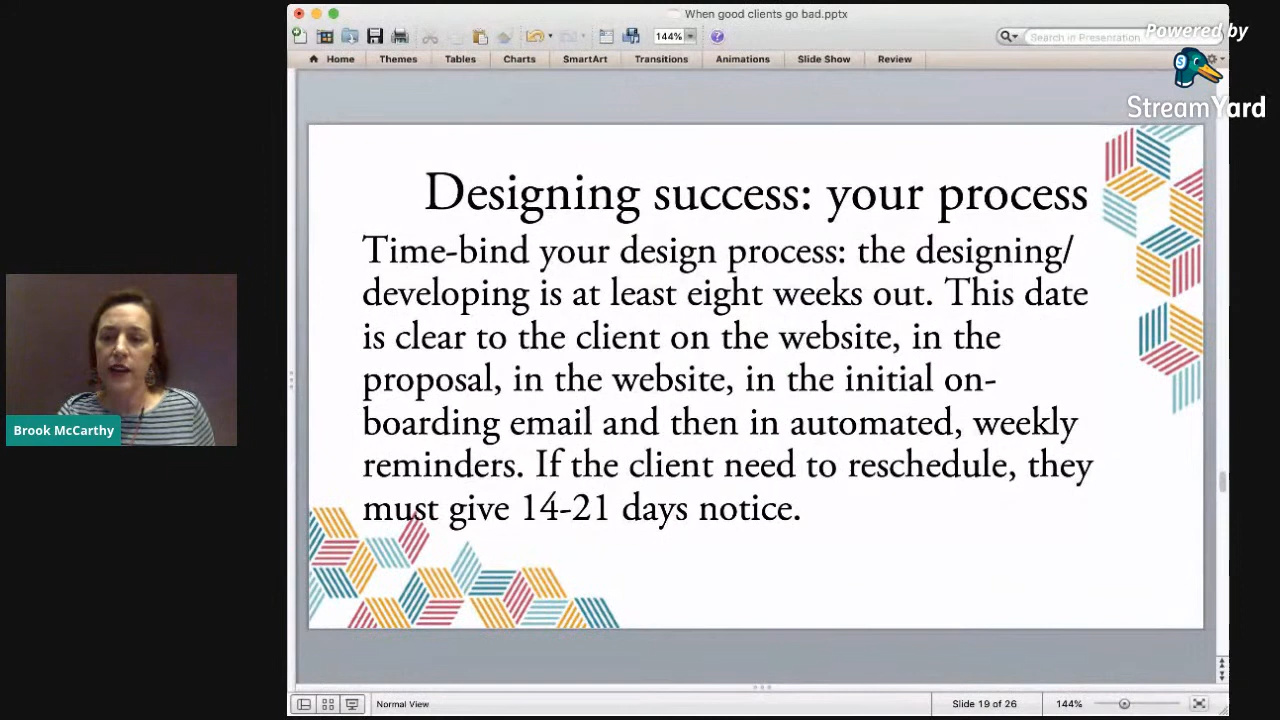 When good clients go bad.pptx
144%
Search in Presentation
Powered by
StreamYard
Home
Themes
Tables
Charts
SmartArt
Transitions
Animations
Slide Show
Review
Designing success: your process
Time-bind your design process: the designing/
developing is at least eight weeks out. This date
is clear to the client on the website, in the
proposal, in the website, in the initial on-
boarding email and then in automated, weekly
reminders. If the client need to reschedule, they
must give 14-21 days notice.
Brook McCarthy
Normal View
Slide 19 of 26
144%